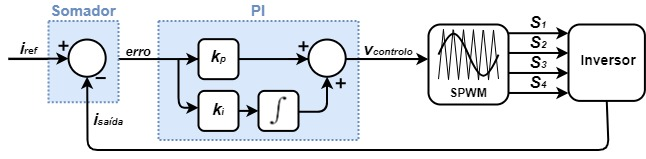 Somador
PI
i_ref
+
−
i_saída
erro
k_p
k_i
∫
+
+
v_controlo
SPWM
S_1
S_2
S_3
S_4
Inversor